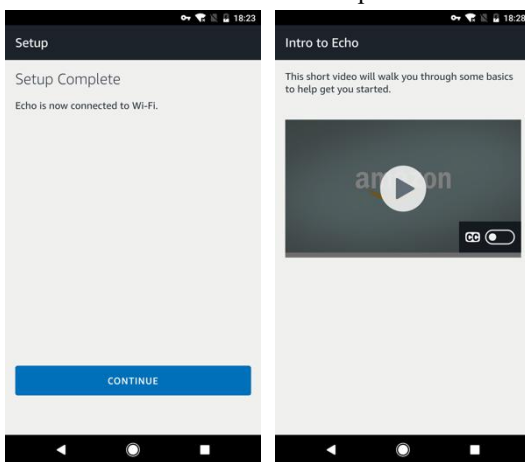 18:23
Setup
Setup Complete
Echo is now connected to Wi-Fi.
CONTINUE
18:28
Intro to Echo
This short video will walk you through some basics
to help get you started.
CC